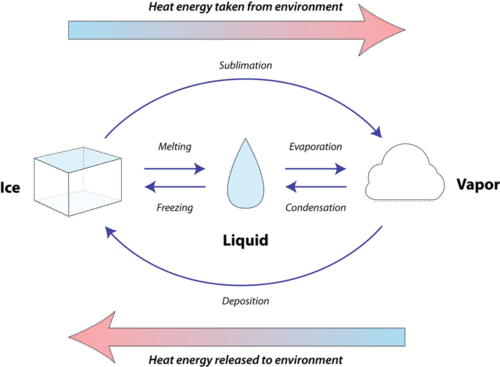 Heat energy taken from environment
Sublimation
Melting
Evaporation
Ice
Vapor
Freezing
Condensation
Liquid
Deposition
Heat energy released to environment